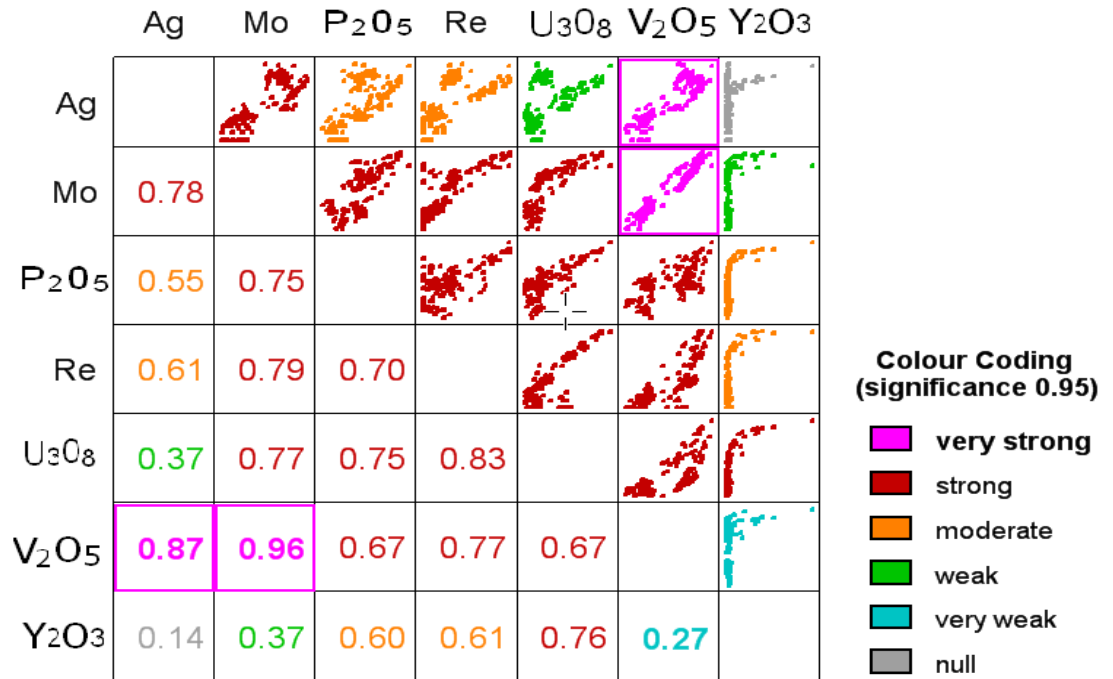 Ag Mo P₂O₅ Re U₃O₈ V₂O₅ Y₂O₃
Ag
Mo 0.78
P₂O₅ 0.55 0.75
Re 0.61 0.79 0.70
U₃O₈ 0.37 0.77 0.75 0.83
V₂O₅ 0.87 0.96 0.67 0.77 0.67
Y₂O₃ 0.14 0.37 0.60 0.61 0.76 0.27
Colour Coding
(significance 0.95)
very strong
strong
moderate
weak
very weak
null